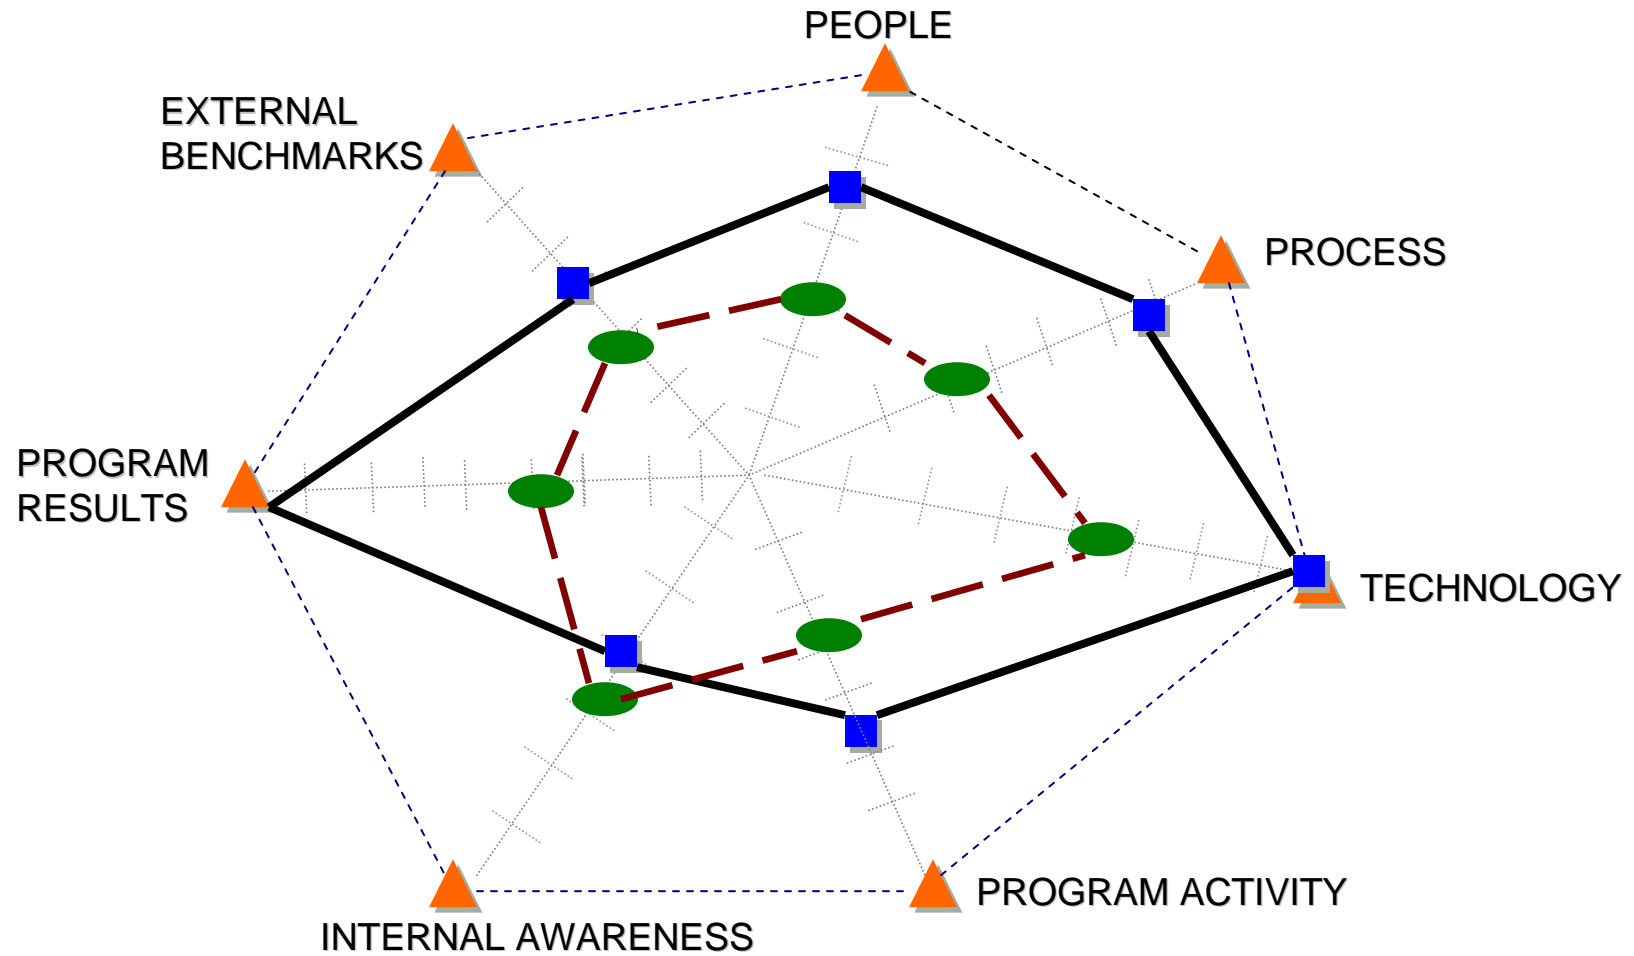 PEOPLE
EXTERNAL
BENCHMARKS
PROCESS
PROGRAM
RESULTS
TECHNOLOGY
PROGRAM ACTIVITY
INTERNAL AWARENESS